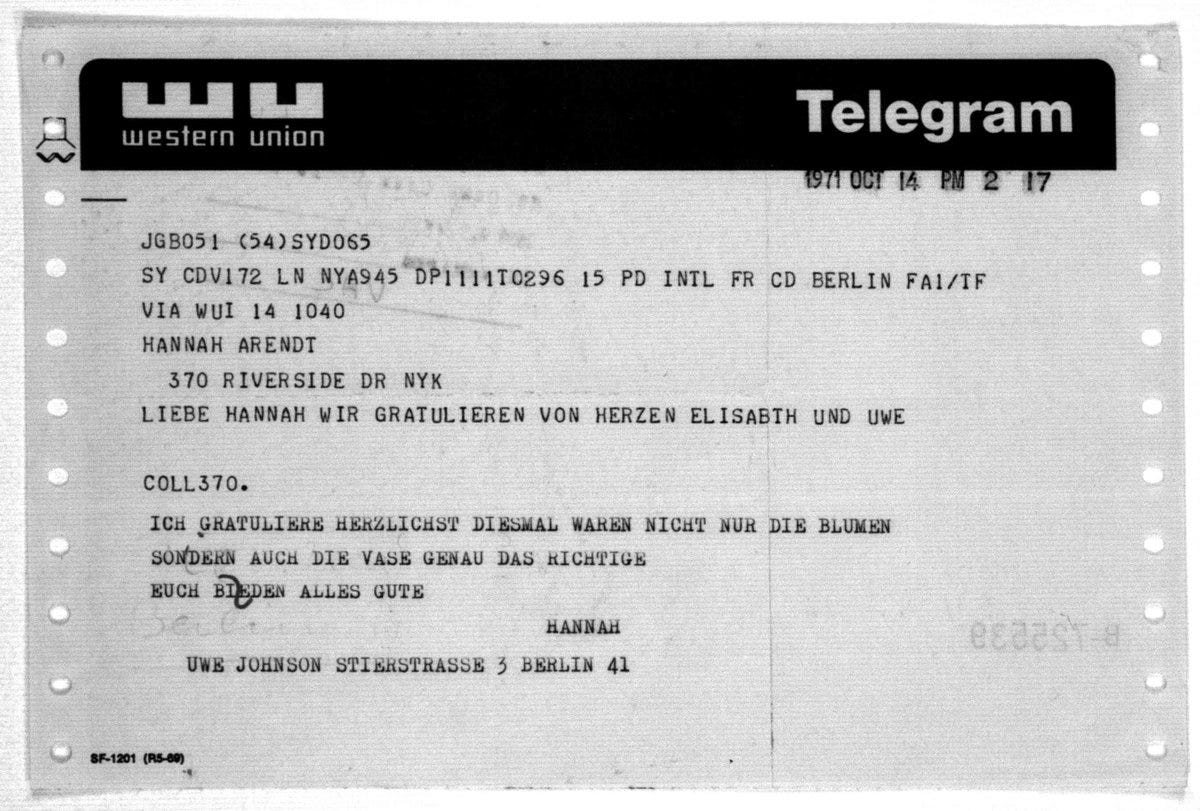 western union
Telegram
1971 OCT 14 PM 2 17
JGB051 (54)SYD065
SY CDV172 LN NYA945 DP1111T0296 15 PD INTL FR CD BERLIN FA1/TF
VIA WUI 14 1040
HANNAH ARENDT
370 RIVERSIDE DR NYK
LIEBE HANNAH WIR GRATULIEREN VON HERZEN ELISABTH UND UWE
COLL370.
ICH GRATULIERE HERZLICHST DIESMAL WAREN NICHT NUR DIE BLUMEN
SONDERN AUCH DIE VASE GENAU DAS RICHTIGE
EUCH BIEDEN ALLES GUTE
HANNAH
B-725539
UWE JOHNSON STIERSTRASSE 3 BERLIN 41
SF-1201 (R5-69)